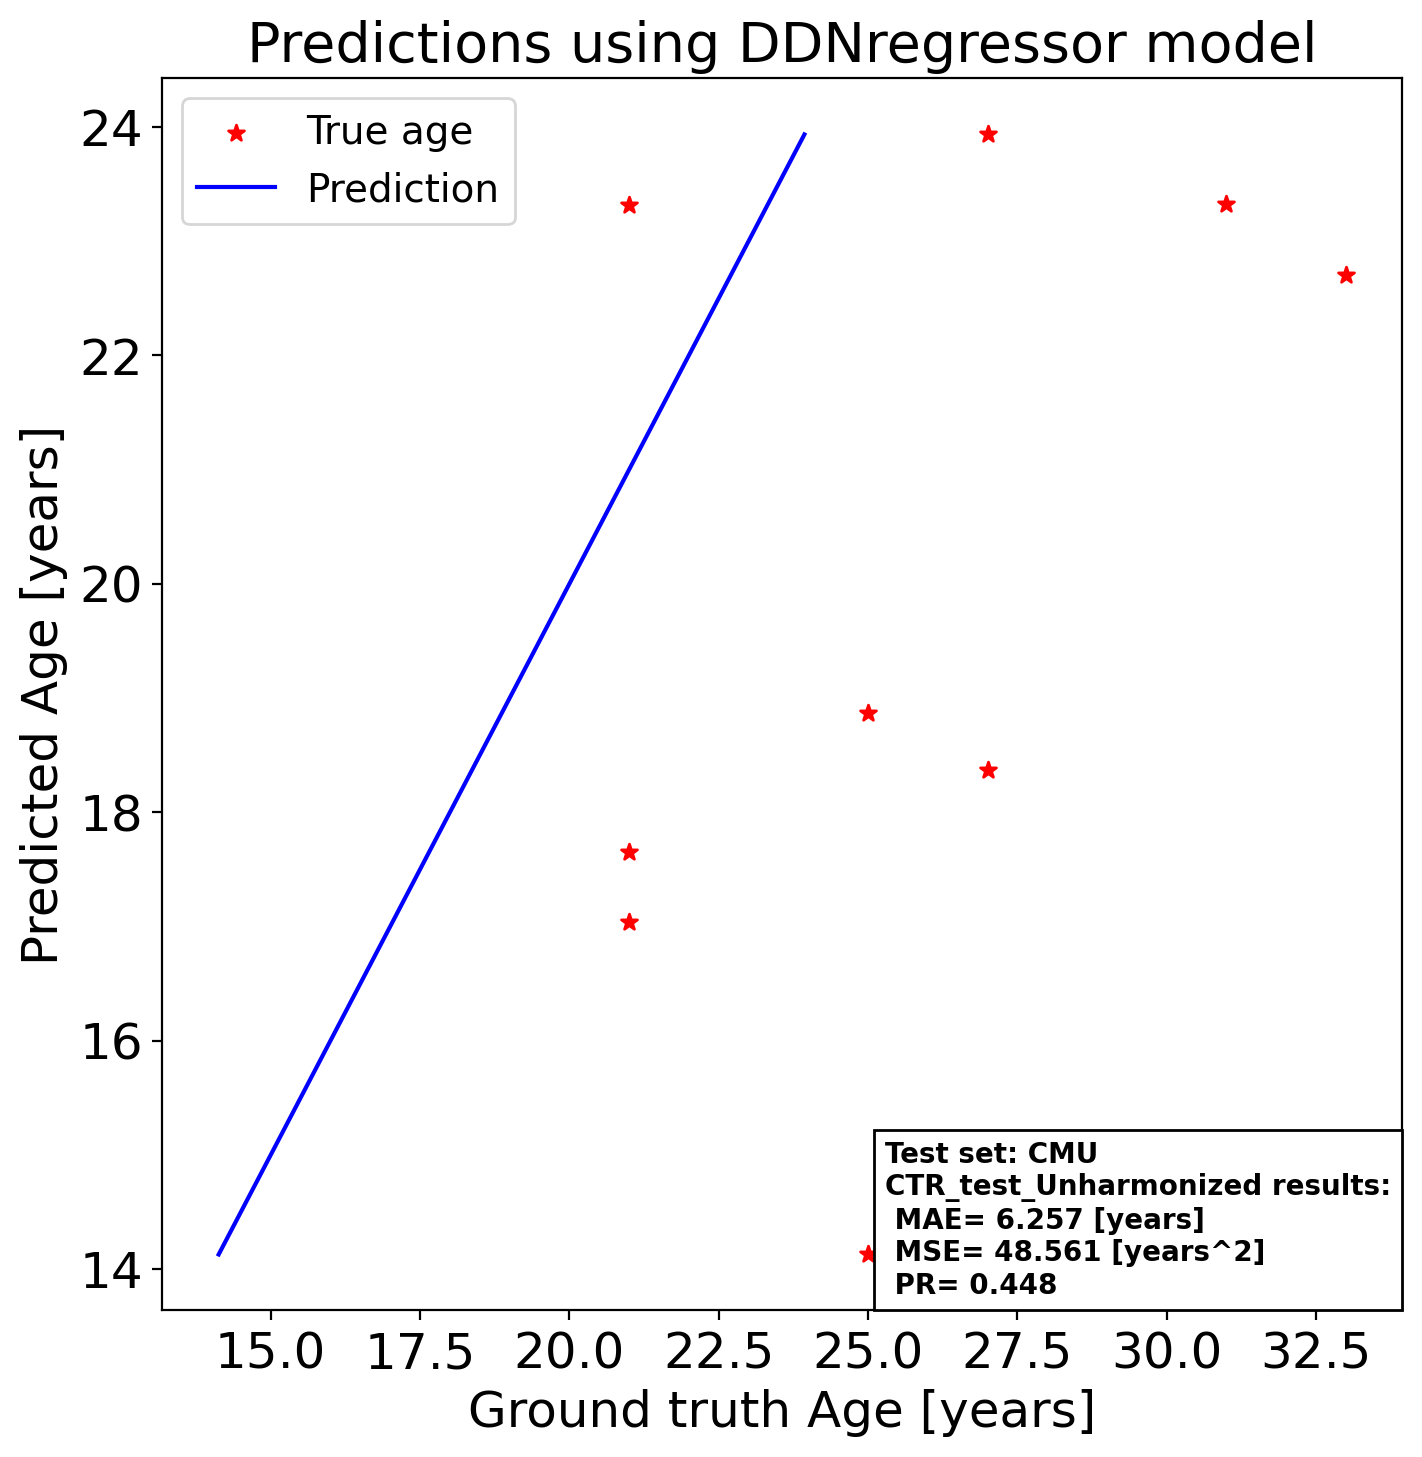 Predictions using DDNregressor model
True age
Prediction
24
22
20
18
16
14
Predicted Age [years]
Test set: CMU
CTR_test_Unharmonized results:
MAE= 6.257 [years]
MSE= 48.561 [years^2]
PR= 0.448
15.0 17.5 20.0 22.5 25.0 27.5 30.0 32.5
Ground truth Age [years]